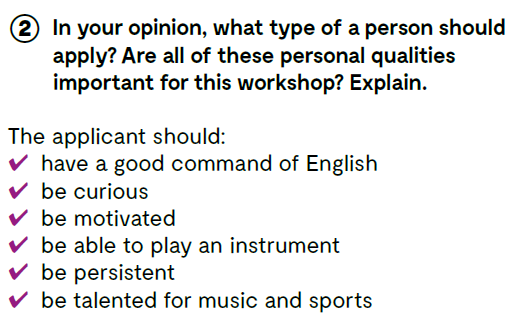 2 In your opinion, what type of a person should
apply? Are all of these personal qualities
important for this workshop? Explain.
The applicant should:
✔ have a good command of English
✔ be curious
✔ be motivated
✔ be able to play an instrument
✔ be persistent
✔ be talented for music and sports